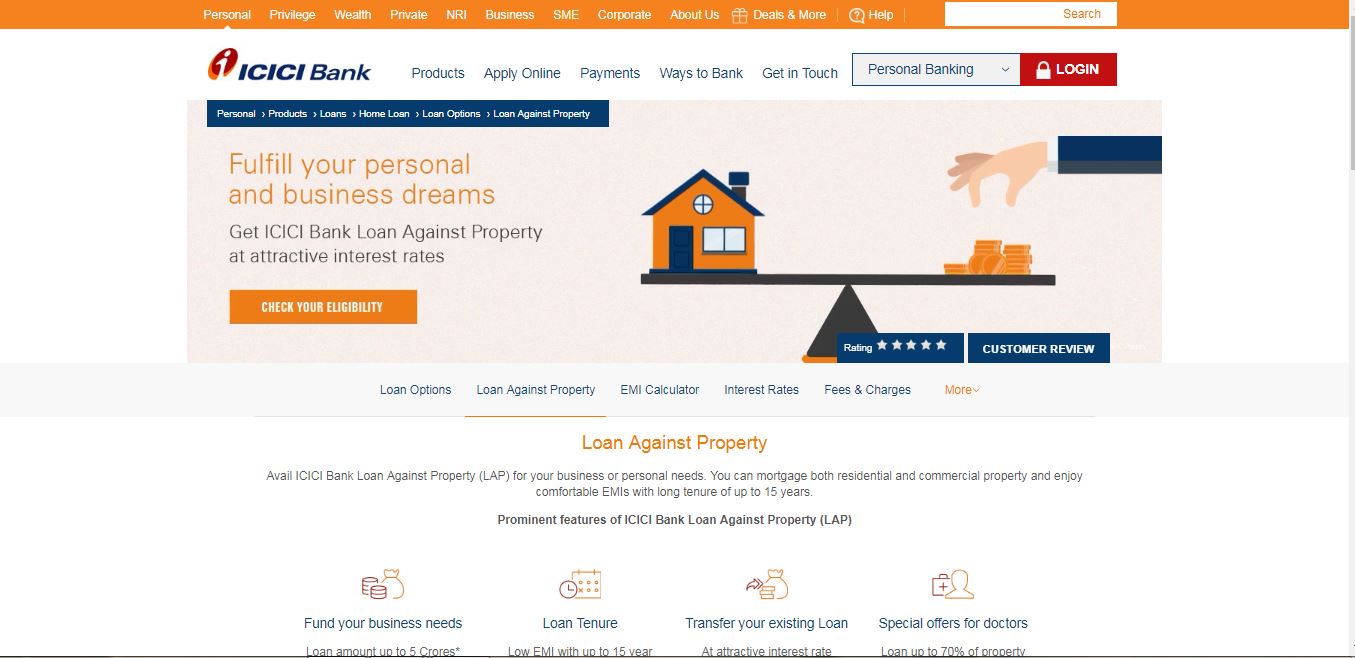 Personal Privilege Wealth Private NRI Business SME Corporate About Us Deals & More Help Search
ICICI Bank
Products Apply Online Payments Ways to Bank Get in Touch Personal Banking LOGIN
Personal › Products › Loans › Home Loan › Loan Options › Loan Against Property
Fulfill your personal
and business dreams
Get ICICI Bank Loan Against Property
at attractive interest rates
CHECK YOUR ELIGIBILITY
Rating CUSTOMER REVIEW
Loan Options Loan Against Property EMI Calculator Interest Rates Fees & Charges More
Loan Against Property
Avail ICICI Bank Loan Against Property (LAP) for your business or personal needs. You can mortgage both residential and commercial property and enjoy
comfortable EMIs with long tenure of up to 15 years.
Prominent features of ICICI Bank Loan Against Property (LAP)
Fund your business needs Loan Tenure Transfer your existing Loan Special offers for doctors
Loan amount up to 5 Crores* Low EMI with up to 15 year At attractive interest rate Loan up to 70% of property